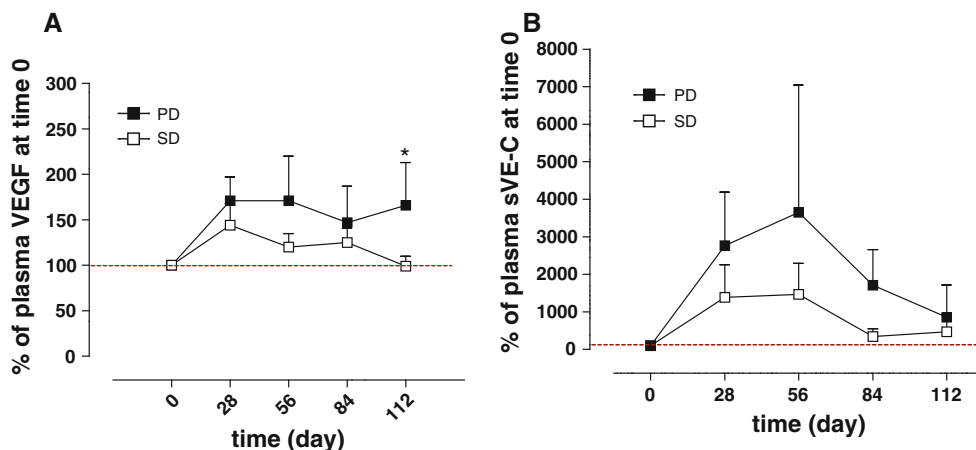 A
% of plasma VEGF at time 0
300
250
200
150
100
50
0
PD
SD
*
0
28
56
84
112
time (day)
B
% of plasma sVE-C at time 0
8000
7000
6000
5000
4000
3000
2000
1000
0
PD
SD
0
28
56
84
112
time (day)